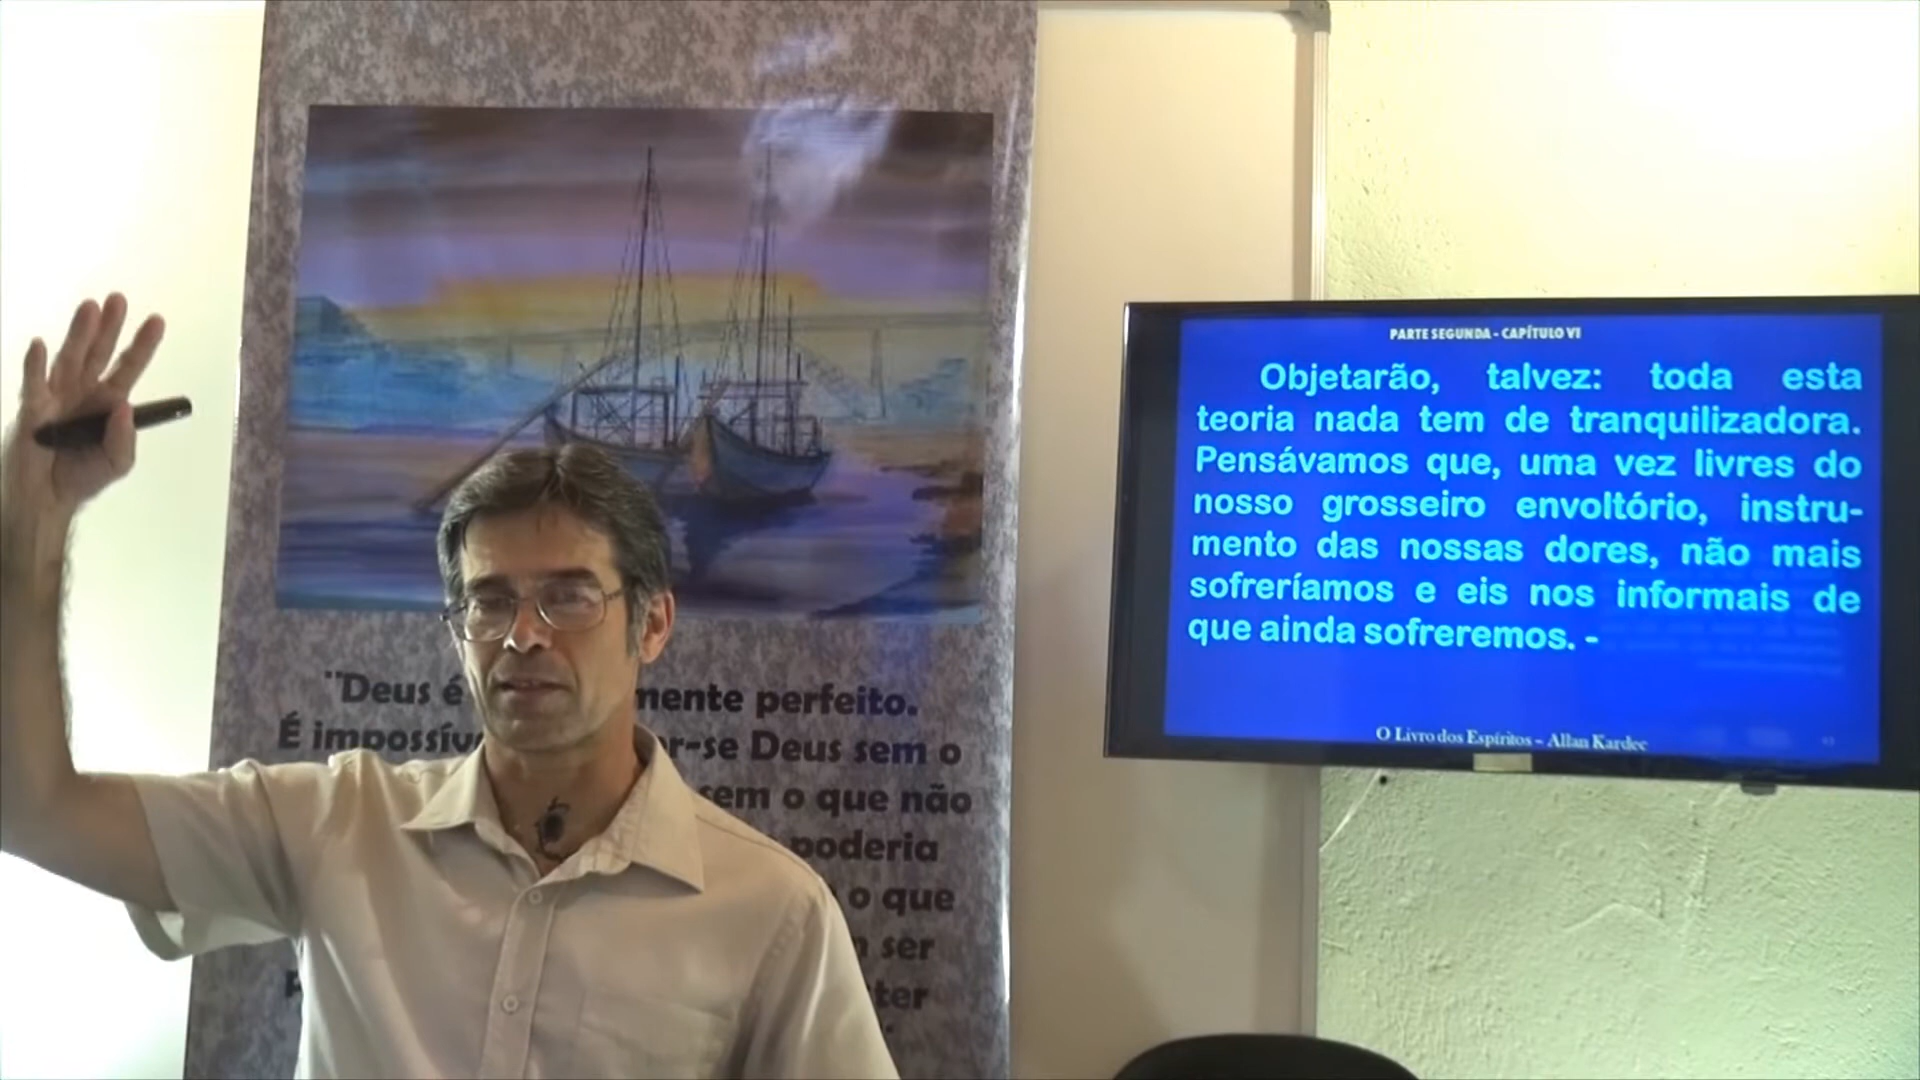 ¨Deus é mente perfeito.
É impossív r-se Deus sem o
sem o que não
poderia
o que
ser
ter
PARTE SEGUNDA - CAPÍTULO VI
Objetarão, talvez: toda esta
teoria nada tem de tranquilizadora.
Pensávamos que, uma vez livres do
nosso grosseiro envoltório, instru-
mento das nossas dores, não mais
sofreríamos e eis nos informais de
que ainda sofreremos. -
O Livro dos Espíritos – Allan Kardec